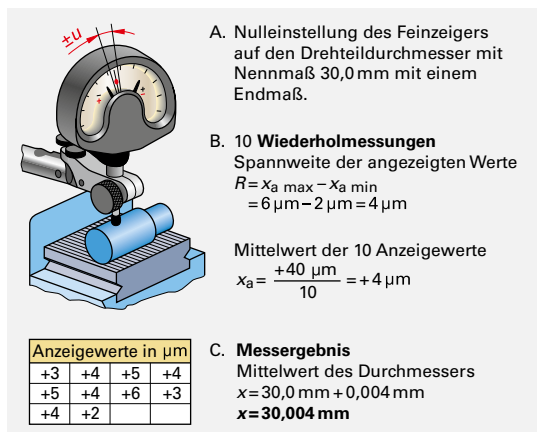 ±u
A. Nulleinstellung des Feinzeigers
auf den Drehteildurchmesser mit
Nennmaß 30,0 mm mit einem
Endmaß.
B. 10 Wiederholmessungen
Spannweite der angezeigten Werte
R = xa max – xa min
= 6 µm – 2 µm = 4 µm
Mittelwert der 10 Anzeigewerte
xa = +40 µm / 10 = +4 µm
Anzeigewerte in µm
+3 +4 +5 +4
+5 +4 +6 +3
+4 +2
C. Messergebnis
Mittelwert des Durchmessers
x = 30,0 mm + 0,004 mm
x = 30,004 mm